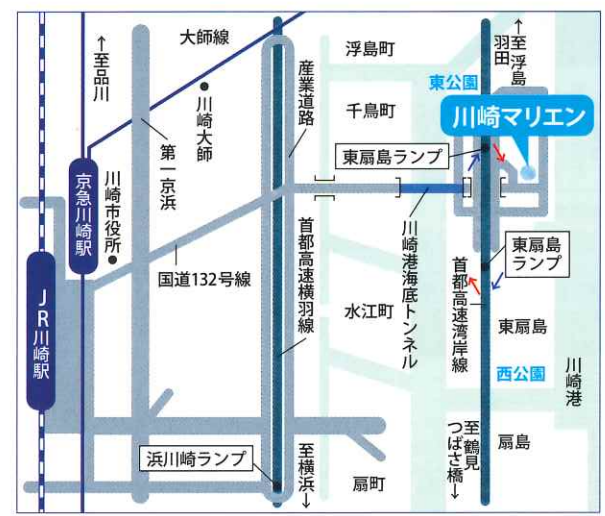 ↑至品川
大師線
川崎大師
産業道路
浮島町
千鳥町
東公園
↑至 浮島
羽田
川崎マリエン
東扇島ランプ
京急川崎駅
川崎市役所
第一京浜
国道132号線
首都高速横羽線
川崎港海底トンネル
水江町
首都高速湾岸線
東扇島
ランプ
東扇島
西公園
川崎港
JR川崎駅
浜川崎ランプ
至横浜→
扇町
至鶴見
つばさ橋→
扇島